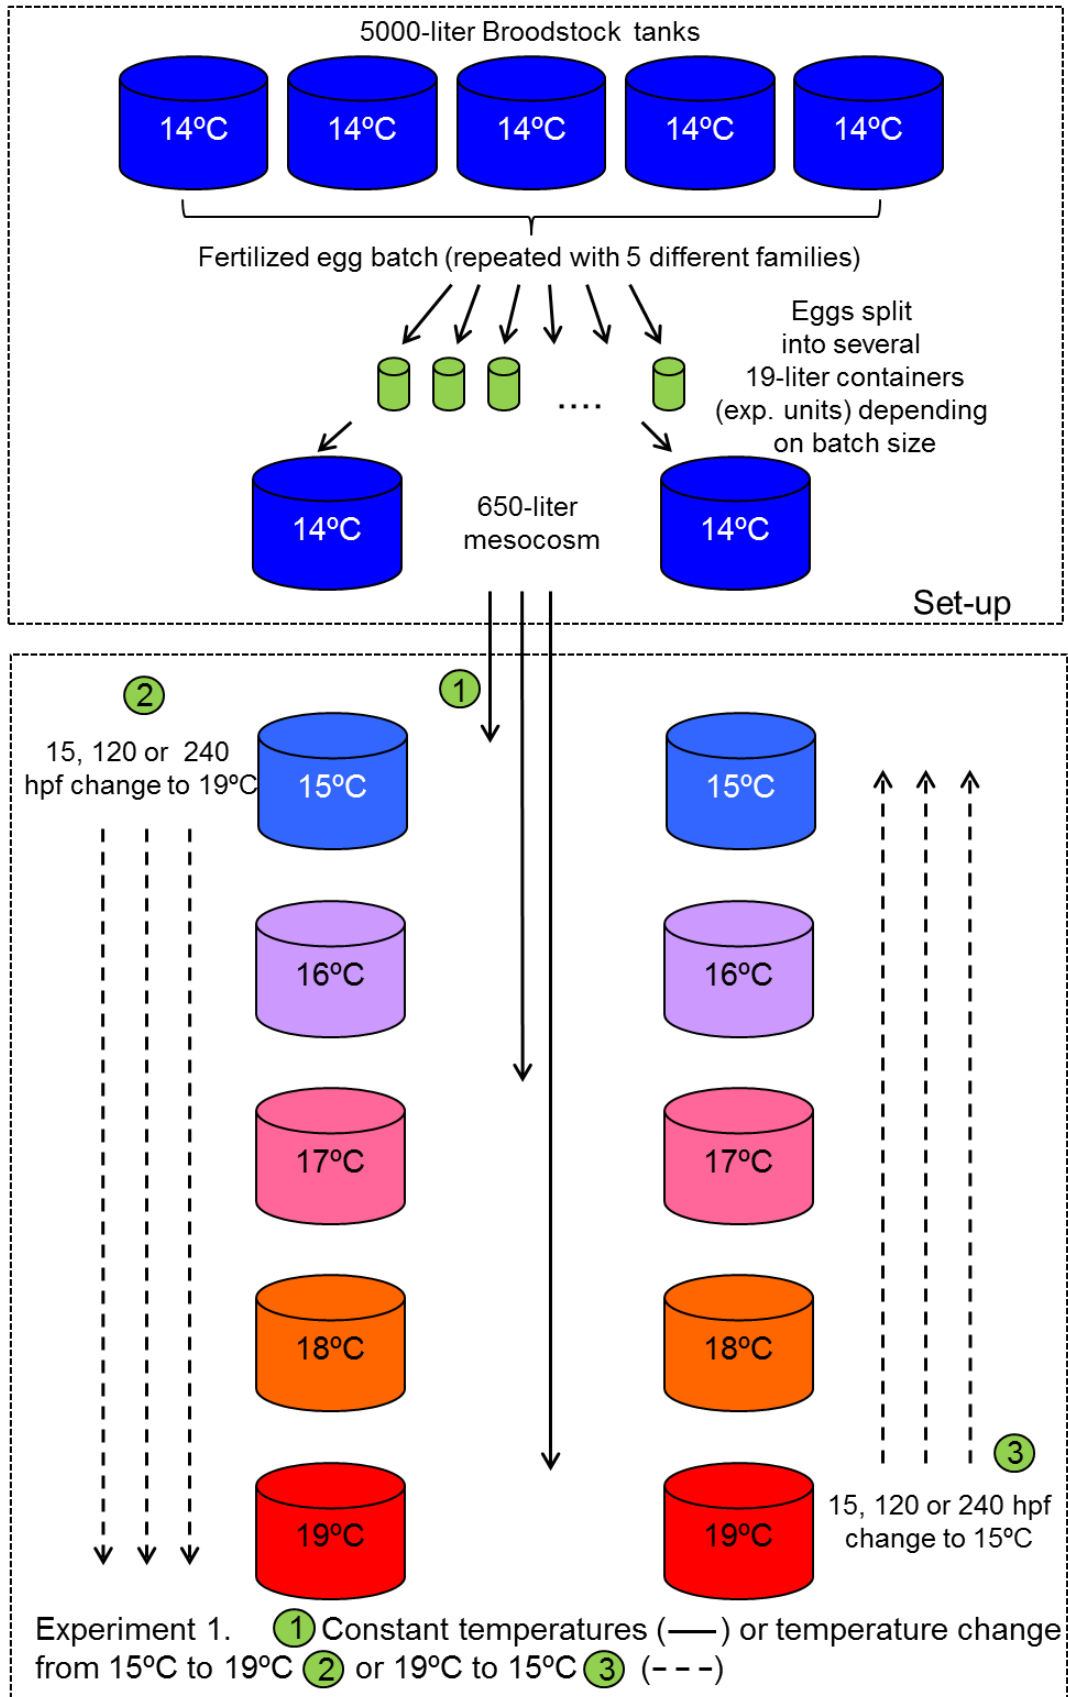 5000-liter Broodstock tanks
14ºC 14ºC 14ºC 14ºC 14ºC
Fertilized egg batch (repeated with 5 different families)
Eggs split
into several
19-liter containers
(exp. units) depending
on batch size
....
14ºC
650-liter
mesocosm
14ºC
Set-up
2
15, 120 or 240
hpf change to 19ºC
1
15ºC 15ºC
16ºC 16ºC
17ºC 17ºC
18ºC 18ºC
19ºC 19ºC
3
15, 120 or 240 hpf
change to 15ºC
Experiment 1. 1 Constant temperatures (——) or temperature change
from 15ºC to 19ºC 2 or 19ºC to 15ºC 3 (- - -)